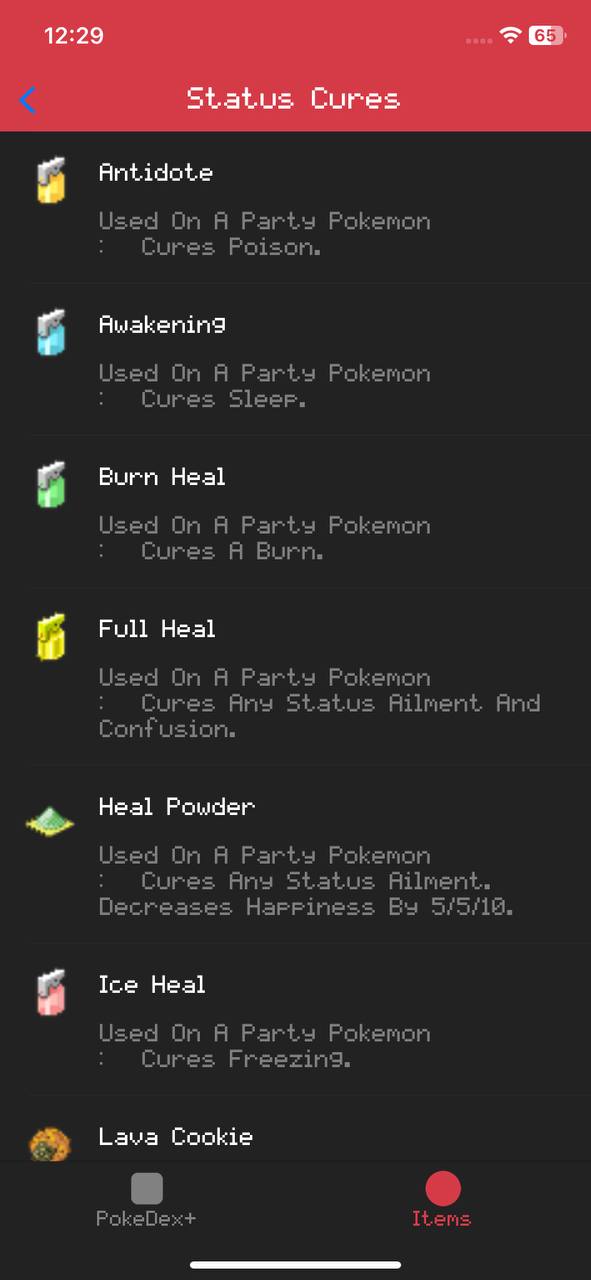 12:29
65
Status Cures
Antidote
Used On A Party Pokemon
:   Cures Poison.
Awakening
Used On A Party Pokemon
:   Cures Sleep.
Burn Heal
Used On A Party Pokemon
:   Cures A Burn.
Full Heal
Used On A Party Pokemon
:   Cures Any Status Ailment And
Confusion.
Heal Powder
Used On A Party Pokemon
:   Cures Any Status Ailment.
Decreases Happiness By 5/5/10.
Ice Heal
Used On A Party Pokemon
:   Cures Freezing.
Lava Cookie
PokeDex+
Items